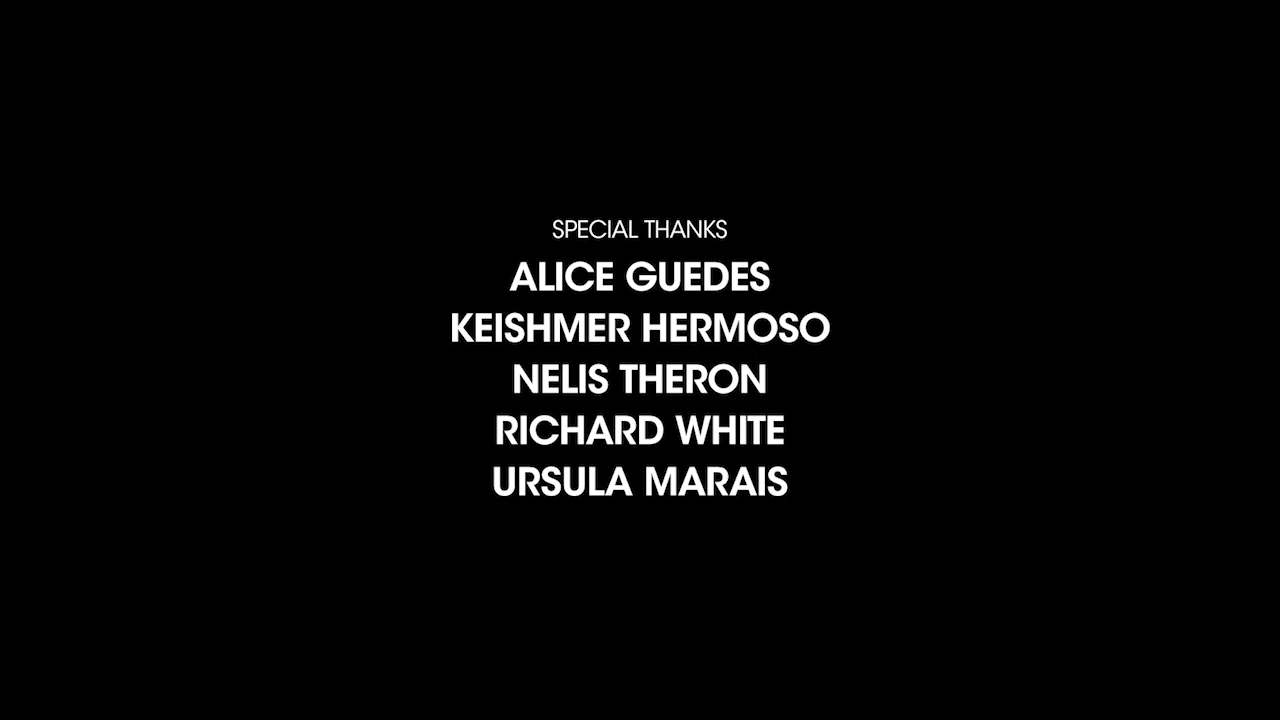 SPECIAL THANKS
ALICE GUEDES
KEISHMER HERMOSO
NELIS THERON
RICHARD WHITE
URSULA MARAIS